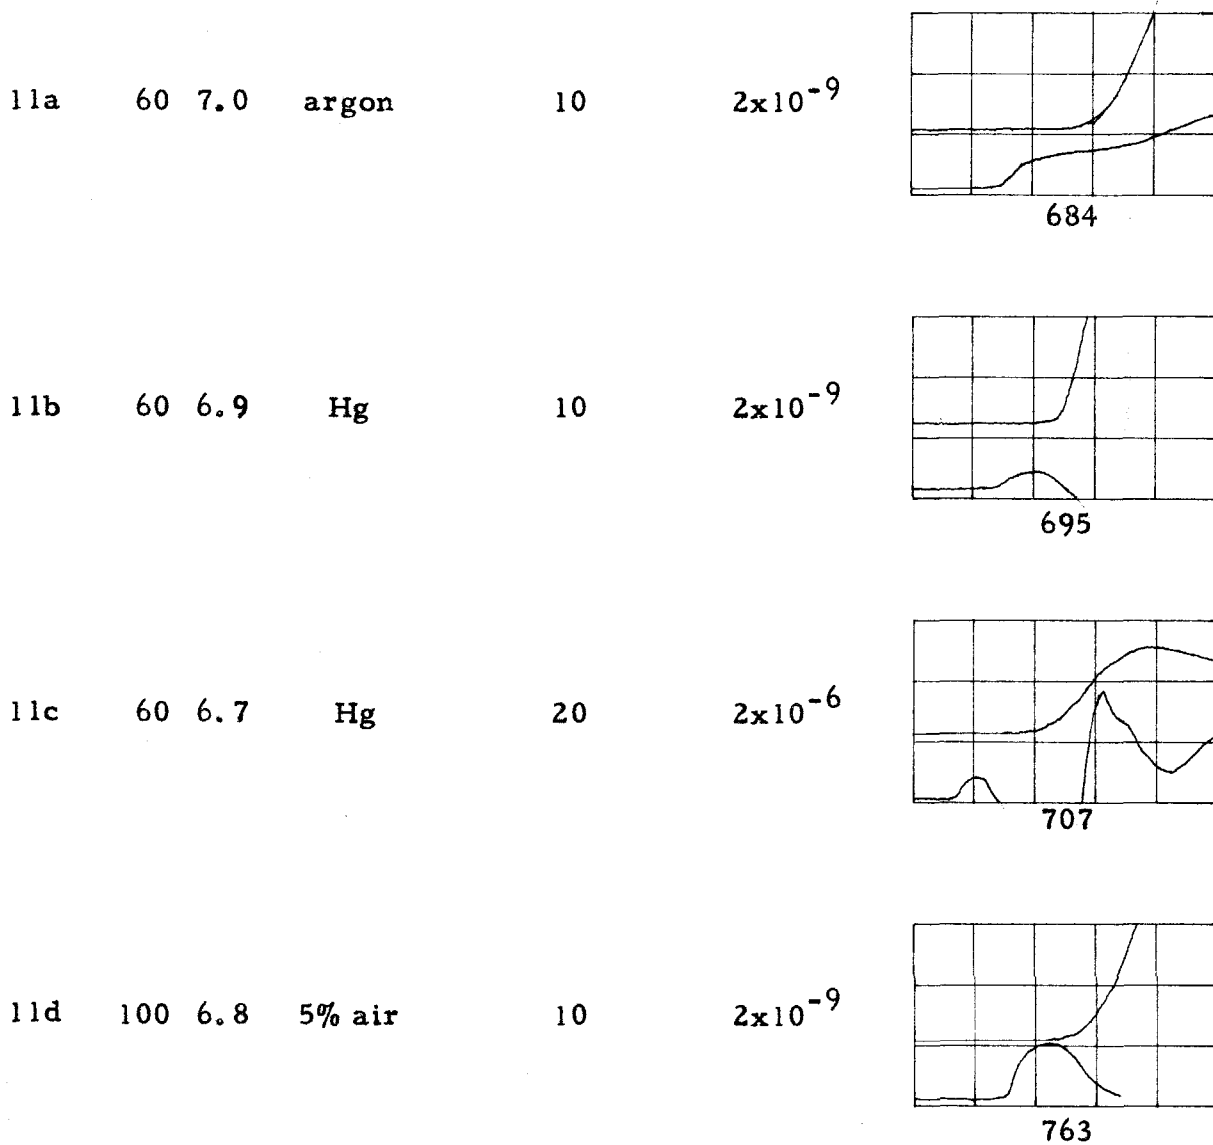 11a 60 7.0 argon 10 2x10⁻⁹
684
11b 60 6.9 Hg 10 2x10⁻⁹
695
11c 60 6.7 Hg 20 2x10⁻⁶
707
11d 100 6.8 5% air 10 2x10⁻⁹
763